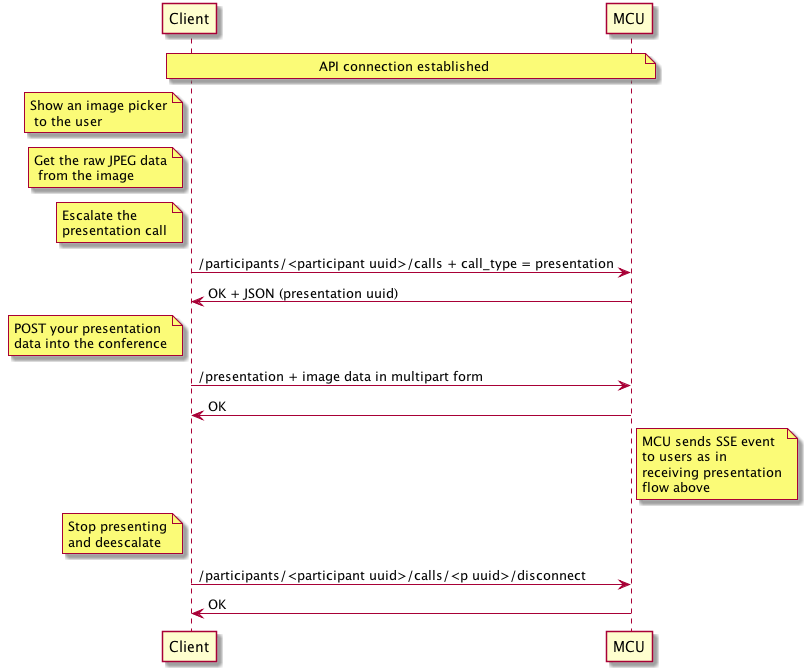 Client MCU
API connection established
Show an image picker
to the user
Get the raw JPEG data
from the image
Escalate the
presentation call
/participants/<participant uuid>/calls + call_type = presentation
OK + JSON (presentation uuid)
POST your presentation
data into the conference
/presentation + image data in multipart form
OK
MCU sends SSE event
to users as in
receiving presentation
flow above
Stop presenting
and deescalate
/participants/<participant uuid>/calls/<p uuid>/disconnect
OK
Client MCU